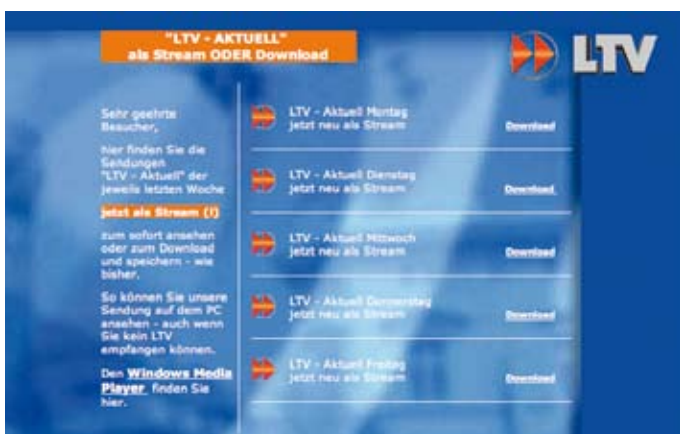 "LTV - AKTUELL"
als Stream ODER Download
LTV
Sehr geehrte
Besucher,
hier finden Sie die
Sendungen
"LTV - Aktuell" der
jeweils letzten Woche
jetzt als Stream (!)
zum sofort ansehen
oder zum Download
und speichern - wie
bisher.
So können Sie unsere
Sendung auf dem PC
ansehen - auch wenn
Sie kein LTV
empfangen können.
Den Windows Media
Player finden Sie
hier.
LTV - Aktuell Montag
jetzt neu als Stream
Download
LTV - Aktuell Dienstag
jetzt neu als Stream
Download
LTV - Aktuell Mittwoch
jetzt neu als Stream
Download
LTV - Aktuell Donnerstag
jetzt neu als Stream
Download
LTV - Aktuell Freitag
jetzt neu als Stream
Download